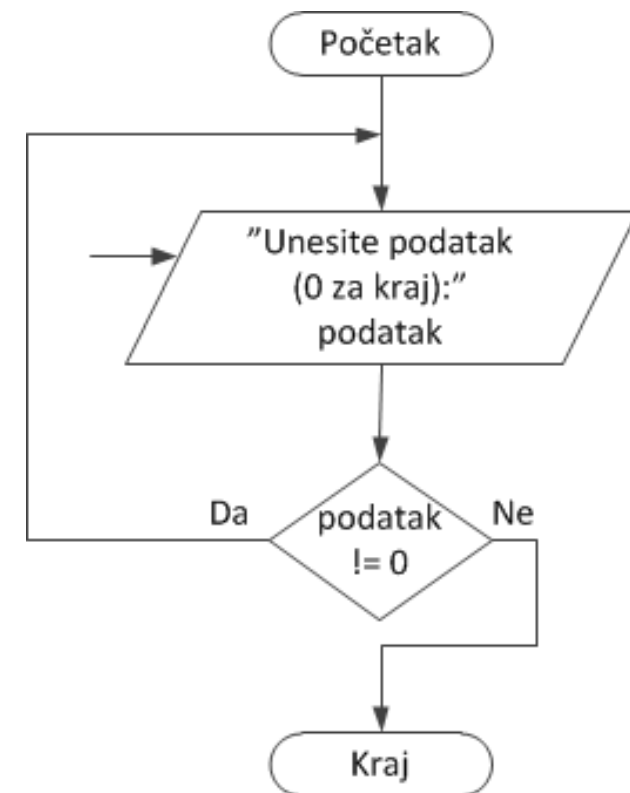 Početak
″Unesite podatak
(0 za kraj):″
podatak
Da
podatak
!= 0
Ne
Kraj